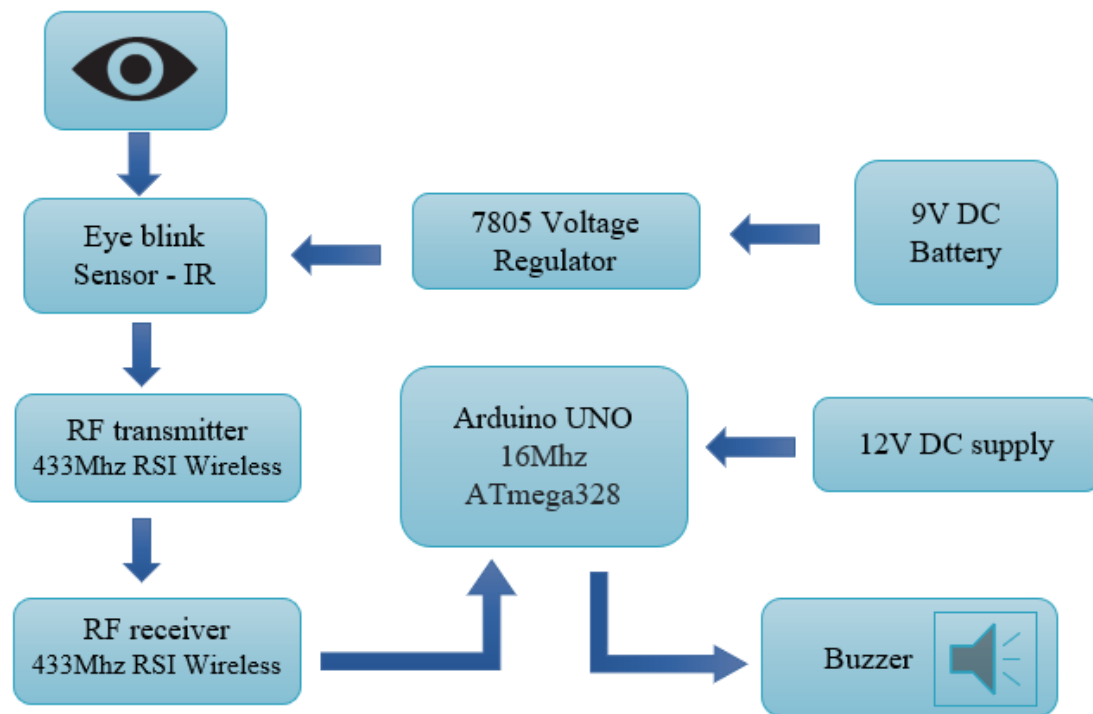 Eye blink
Sensor - IR
7805 Voltage
Regulator
9V DC
Battery
RF transmitter
433Mhz RSI Wireless
Arduino UNO
16Mhz
ATmega328
12V DC supply
RF receiver
433Mhz RSI Wireless
Buzzer